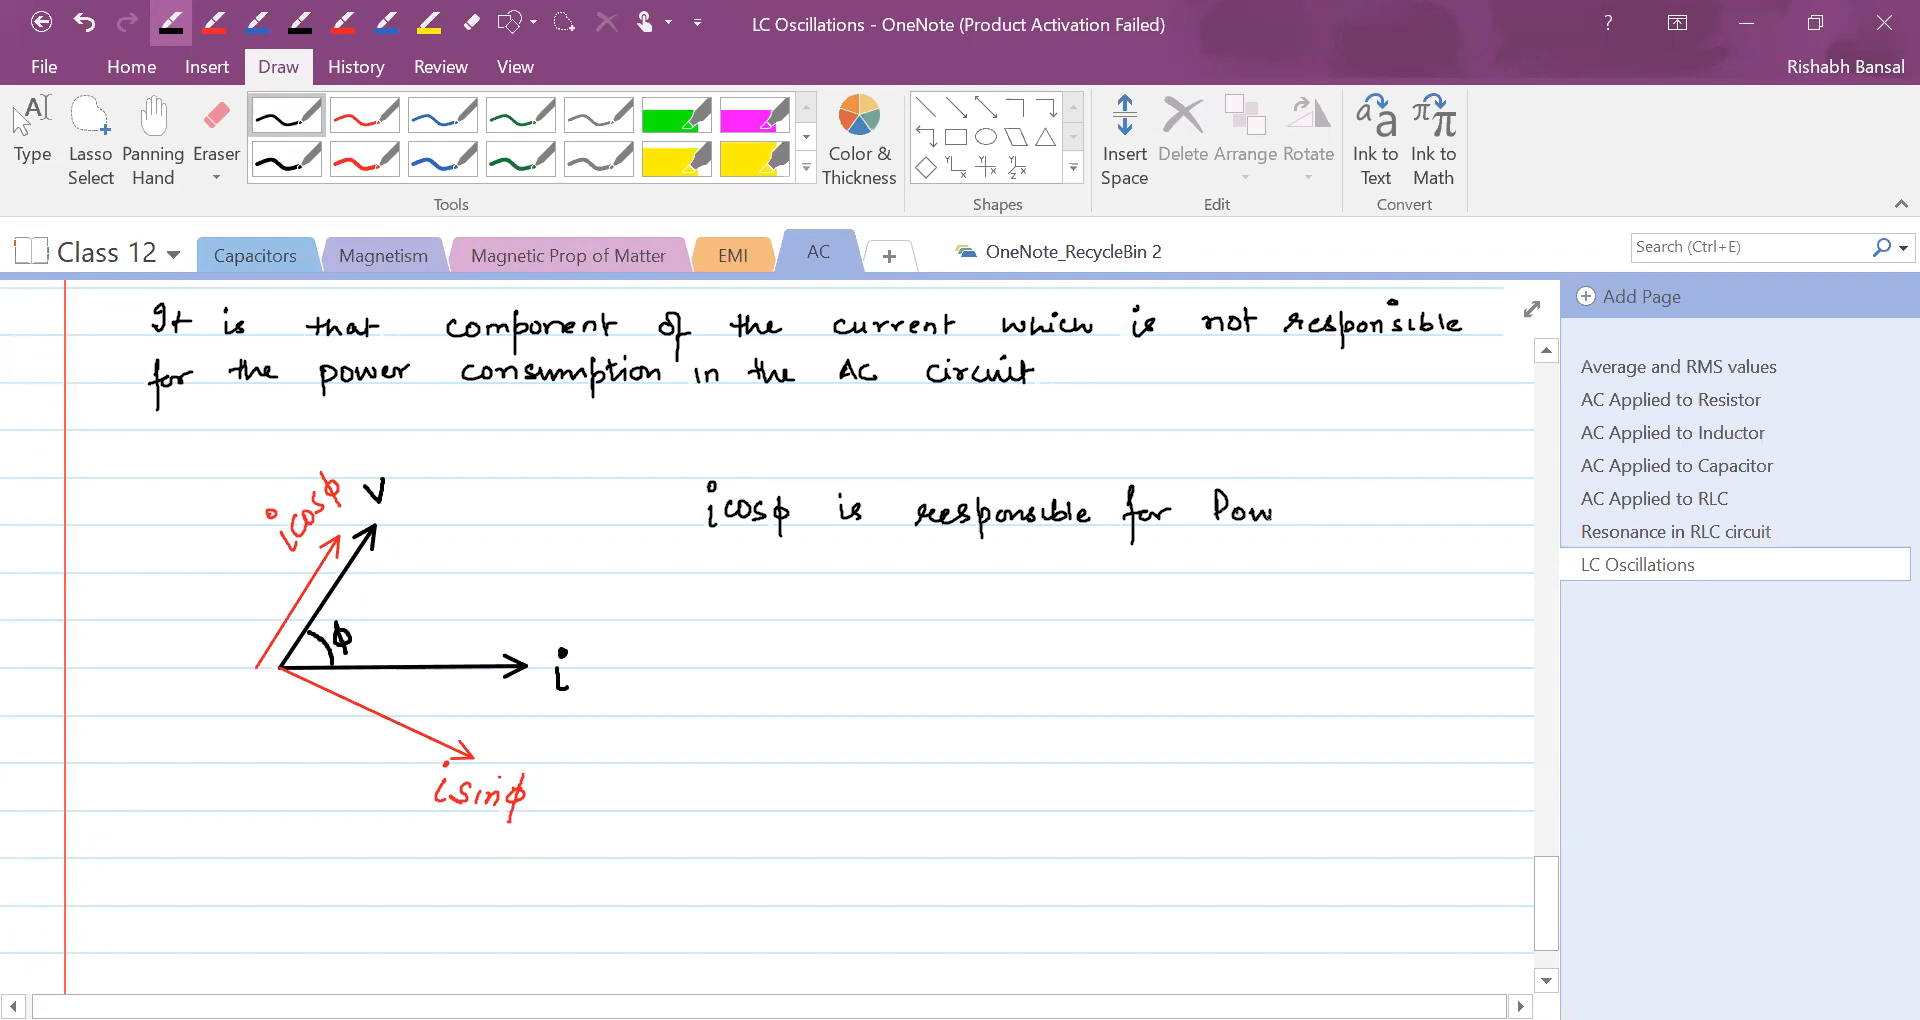 LC Oscillations - OneNote (Product Activation Failed)
?
File Home Insert Draw History Review View
Rishabh Bansal
Type
Lasso Select
Panning Hand
Eraser
Color & Thickness
Insert Space
Delete
Arrange
Rotate
Ink to Text
Ink to Math
Tools
Shapes
Edit
Convert
Class 12
Capacitors
Magnetism
Magnetic Prop of Matter
EMI
AC
OneNote_RecycleBin 2
Search (Ctrl+E)
Add Page
Average and RMS values
AC Applied to Resistor
AC Applied to Inductor
AC Applied to Capacitor
AC Applied to RLC
Resonance in RLC circuit
LC Oscillations
It is that component of the current which is not responsible
for the power consumption in the AC circuit
i cosϕ
V
ϕ
i
i sinϕ
i cosϕ is responsible for Pow